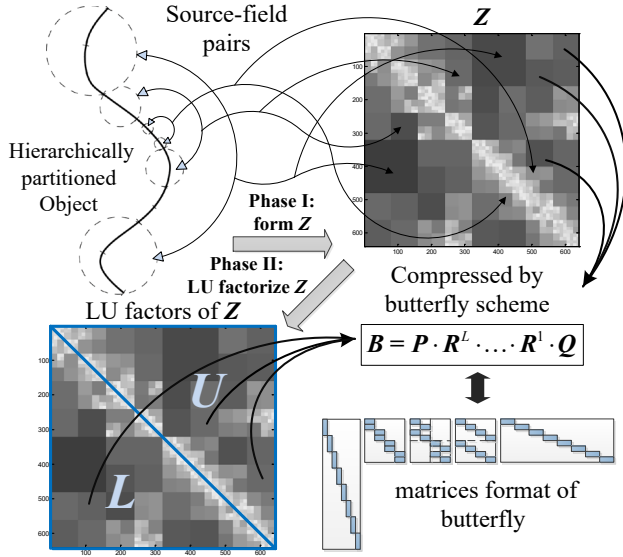 Source-field
pairs
Z
100
200
300
400
500
600
100 200 300 400 500 600
Hierarchically
partitioned
Object
Phase I:
form Z
Phase II:
LU factorize Z
Compressed by
butterfly scheme
B = P · R^L · … · R^1 · Q
LU factors of Z
100
200
300
400
500
600
100 200 300 400 500 600
U
L
matrices format of
butterfly